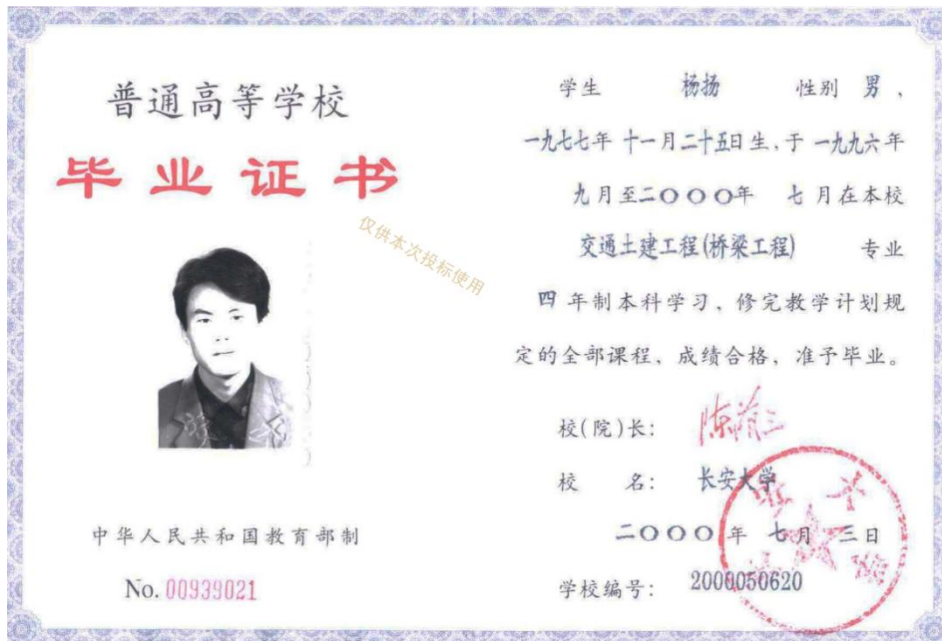 普通高等学校
毕业证书
仅供本次投标使用
中华人民共和国教育部制
No. 00939021
学生 杨扬 性别 男，
一九七七年 十一月二十五日生，于 一九九六年
九月至二〇〇〇年 七月在本校
交通土建工程(桥梁工程) 专业
四年制本科学习，修完教学计划规
定的全部课程，成绩合格，准予毕业。
校(院)长：
校 名： 长安大学
二〇〇〇年 七月 三日
学校编号： 2000050620